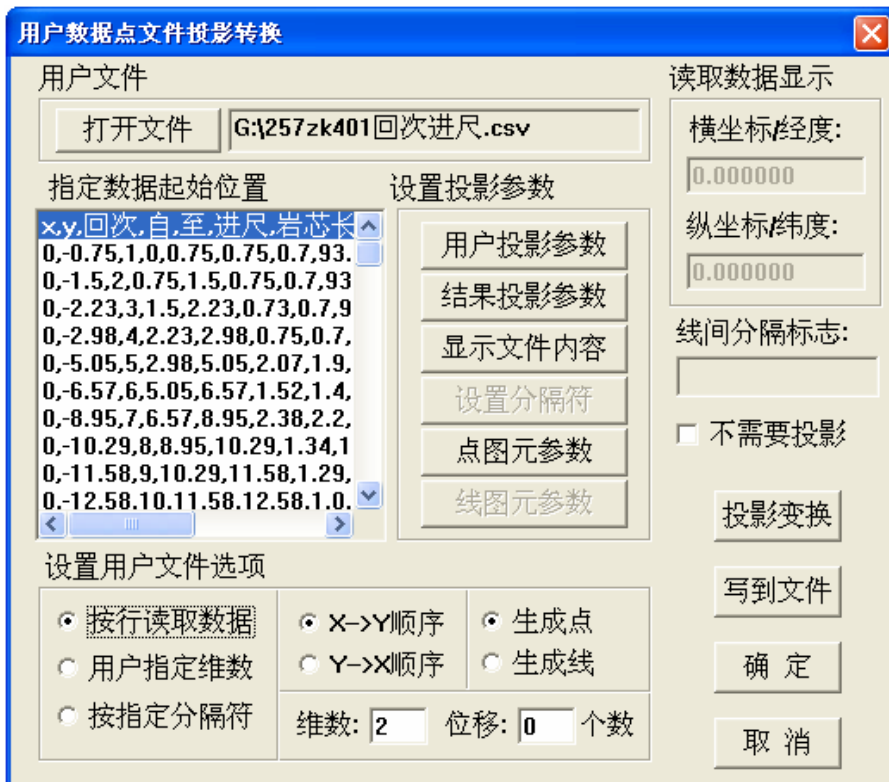 用户数据点文件投影转换
用户文件
打开文件
G:\257zk401回次进尺.csv
指定数据起始位置
x,y,回次,自,至,进尺,岩芯长
0,-0.75,1,0,0.75,0.75,0.7,93.
0,-1.5,2,0.75,1.5,0.75,0.7,93
0,-2.23,3,1.5,2.23,0.73,0.7,9
0,-2.98,4,2.23,2.98,0.75,0.7,
0,-5.05,5,2.98,5.05,2.07,1.9,
0,-6.57,6,5.05,6.57,1.52,1.4,
0,-8.95,7,6.57,8.95,2.38,2.2,
0,-10.29,8,8.95,10.29,1.34,1
0,-11.58,9,10.29,11.58,1.29,
0,-12.58,10,11.58,12.58,1.0,
设置投影参数
用户投影参数
结果投影参数
显示文件内容
设置分隔符
点图元参数
线图元参数
读取数据显示
横坐标/经度:
0.000000
纵坐标/纬度:
0.000000
线间分隔标志:
不需要投影
投影变换
写到文件
确 定
取 消
设置用户文件选项
按行读取数据
用户指定维数
按指定分隔符
X->Y顺序
Y->X顺序
生成点
生成线
维数: 2 位移: 0 个数